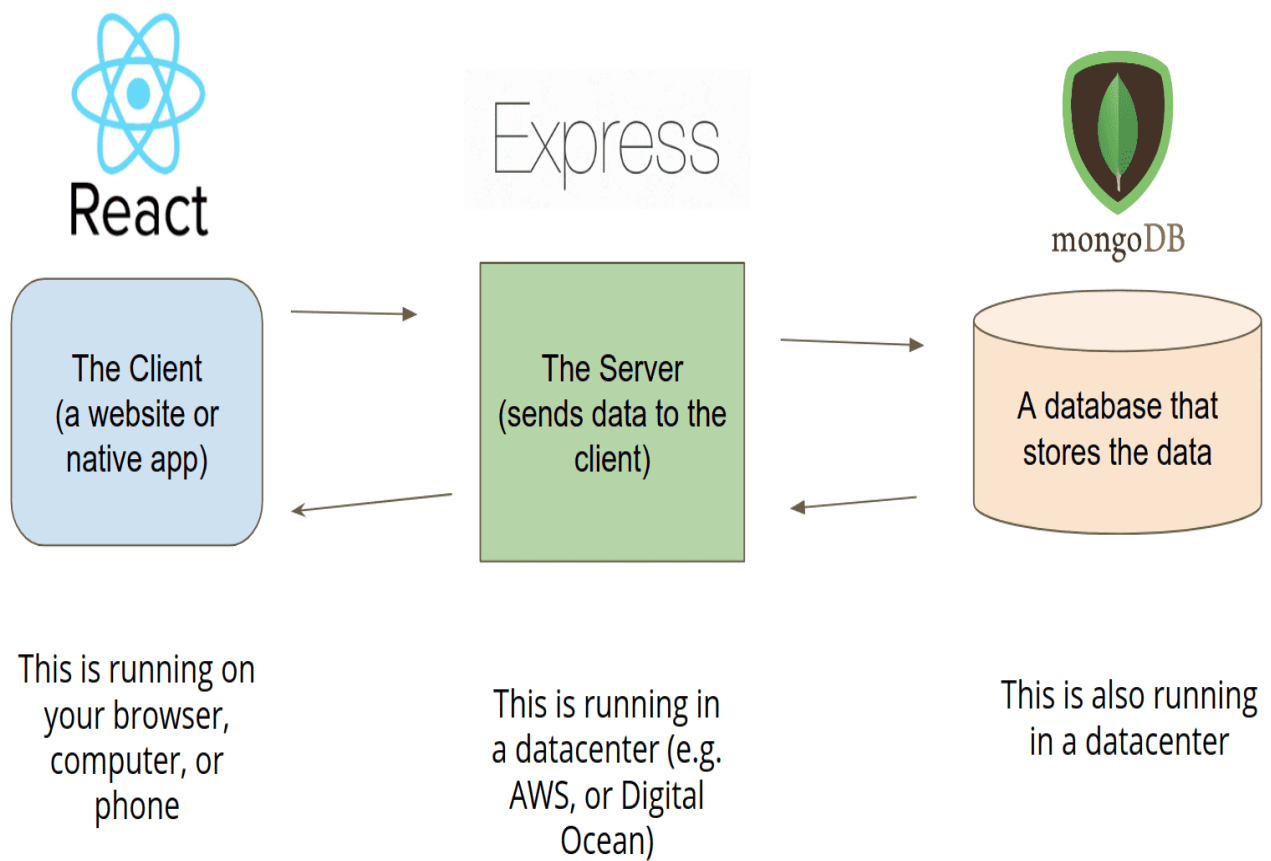 React
Express
mongoDB
The Client
(a website or
native app)
The Server
(sends data to the
client)
A database that
stores the data
This is running on
your browser,
computer, or
phone
This is running in
a datacenter (e.g.
AWS, or Digital
Ocean)
This is also running
in a datacenter